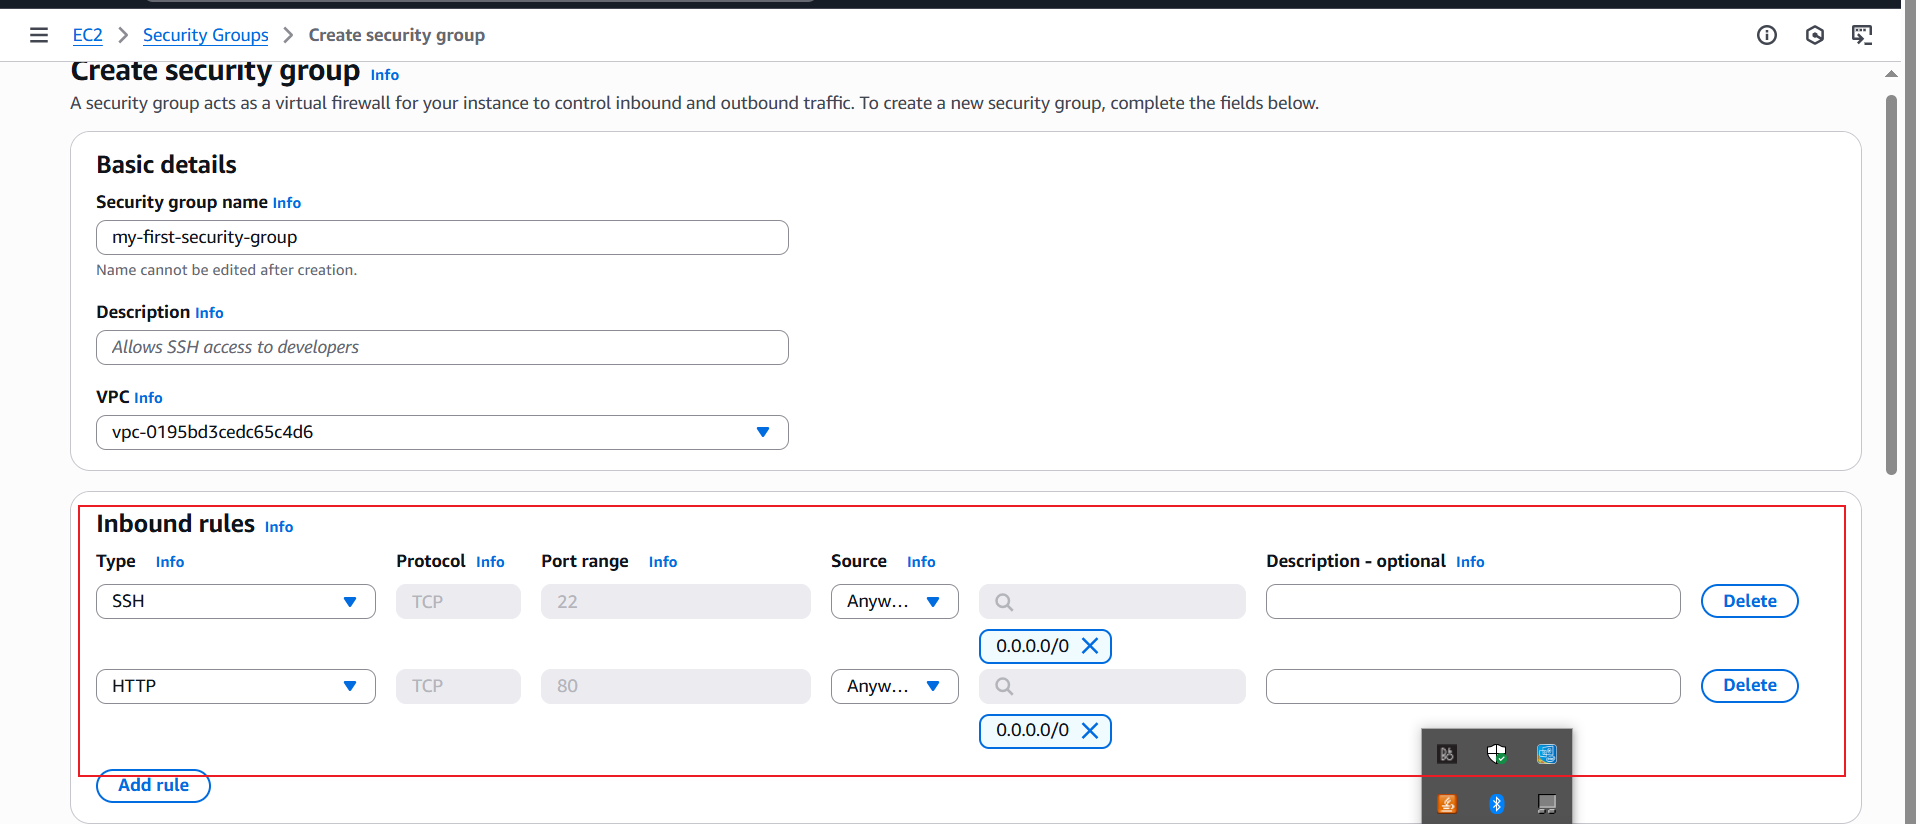 EC2 > Security Groups > Create security group
Create security group Info
A security group acts as a virtual firewall for your instance to control inbound and outbound traffic. To create a new security group, complete the fields below.
Basic details
Security group name Info
my-first-security-group
Name cannot be edited after creation.
Description Info
Allows SSH access to developers
VPC Info
vpc-0195bd3cedc65c4d6
Inbound rules Info
Type Info Protocol Info Port range Info Source Info Description - optional Info
SSH TCP 22 Anyw... Delete
0.0.0.0/0
HTTP TCP 80 Anyw... Delete
0.0.0.0/0
Add rule